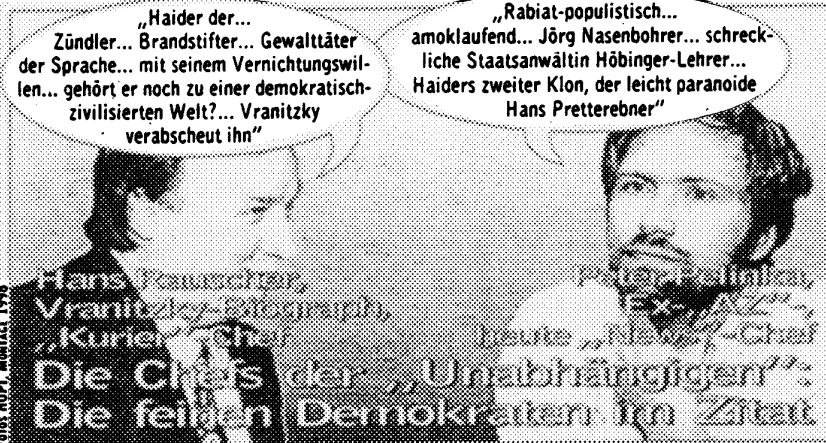 „Haider der...
Zündler... Brandstifter... Gewalttäter
der Sprache... mit seinem Vernichtungswil-
len... gehört er noch zu einer demokratisch-
zivilisierten Welt?... Vranitzky
verabscheut ihn"
„Rabiat-populistisch...
amoklaufend... Jörg Nasenbohrer... schreck-
liche Staatsanwältin Höbinger-Lehrer...
Haiders zweiter Klon, der leicht paranoide
Hans Pretterebner"
Hans Rauscher,
Vranitzky-Biograph,
„Kurier"-Chef
Peter Pelinka,
Ex-„AZ"-,
heute „News"-Chef
Die Chefs der „Unabhängigen":
Die feinen Demokraten im Zitat
MONTAGE